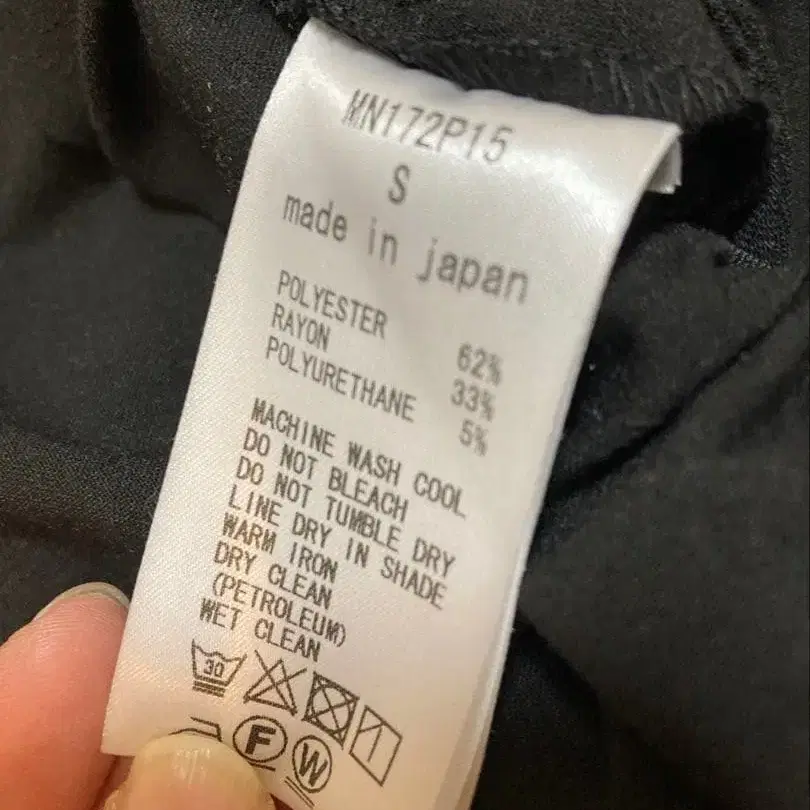 MN172P15
S
made in japan
POLYESTER 62%
RAYON 33%
POLYURETHANE 5%
MACHINE WASH COOL
DO NOT BLEACH
DO NOT TUMBLE DRY
LINE DRY IN SHADE
WARM IRON
DRY CLEAN
(PETROLEUM)
WET CLEAN
30
F W